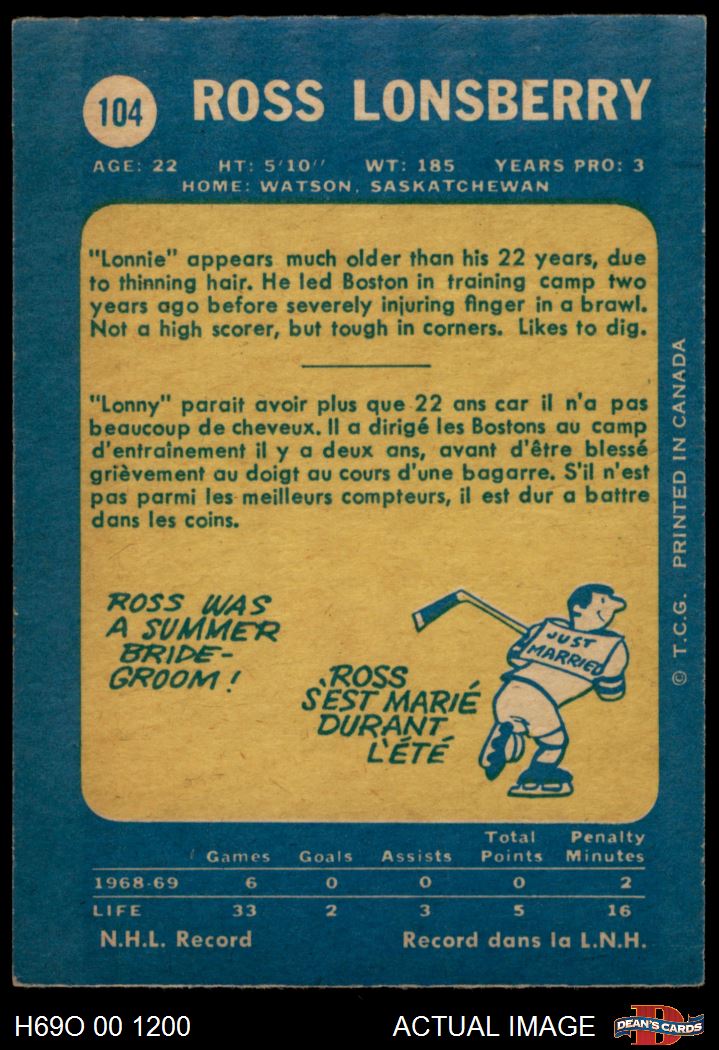 104
ROSS LONSBERRY
AGE: 22 HT: 5'10'' WT: 185 YEARS PRO: 3
HOME: WATSON, SASKATCHEWAN
"Lonnie" appears much older than his 22 years, due
to thinning hair. He led Boston in training camp two
years ago before severely injuring finger in a brawl.
Not a high scorer, but tough in corners. Likes to dig.
"Lonny" parait avoir plus que 22 ans car il n'a pas
beaucoup de cheveux. Il a dirigé les Bostons au camp
d'entraînement il y a deux ans, avant d'être blessé
grièvement au doigt au cours d'une bagarre. S'il n'est
pas parmi les meilleurs compteurs, il est dur a battre
dans les coins.
ROSS WAS
A SUMMER
BRIDE-
GROOM!
ROSS
S'EST MARIÉ
DURANT
L'ÉTÉ
JUST
MARRIED
© T.C.G. PRINTED IN CANADA
Games Goals Assists Total Points Penalty Minutes
1968-69 6 0 0 0 2
LIFE 33 2 3 5 16
N.H.L. Record Record dans la L.N.H.
H69O 00 1200 ACTUAL IMAGE
D
DEAN'S CARDS